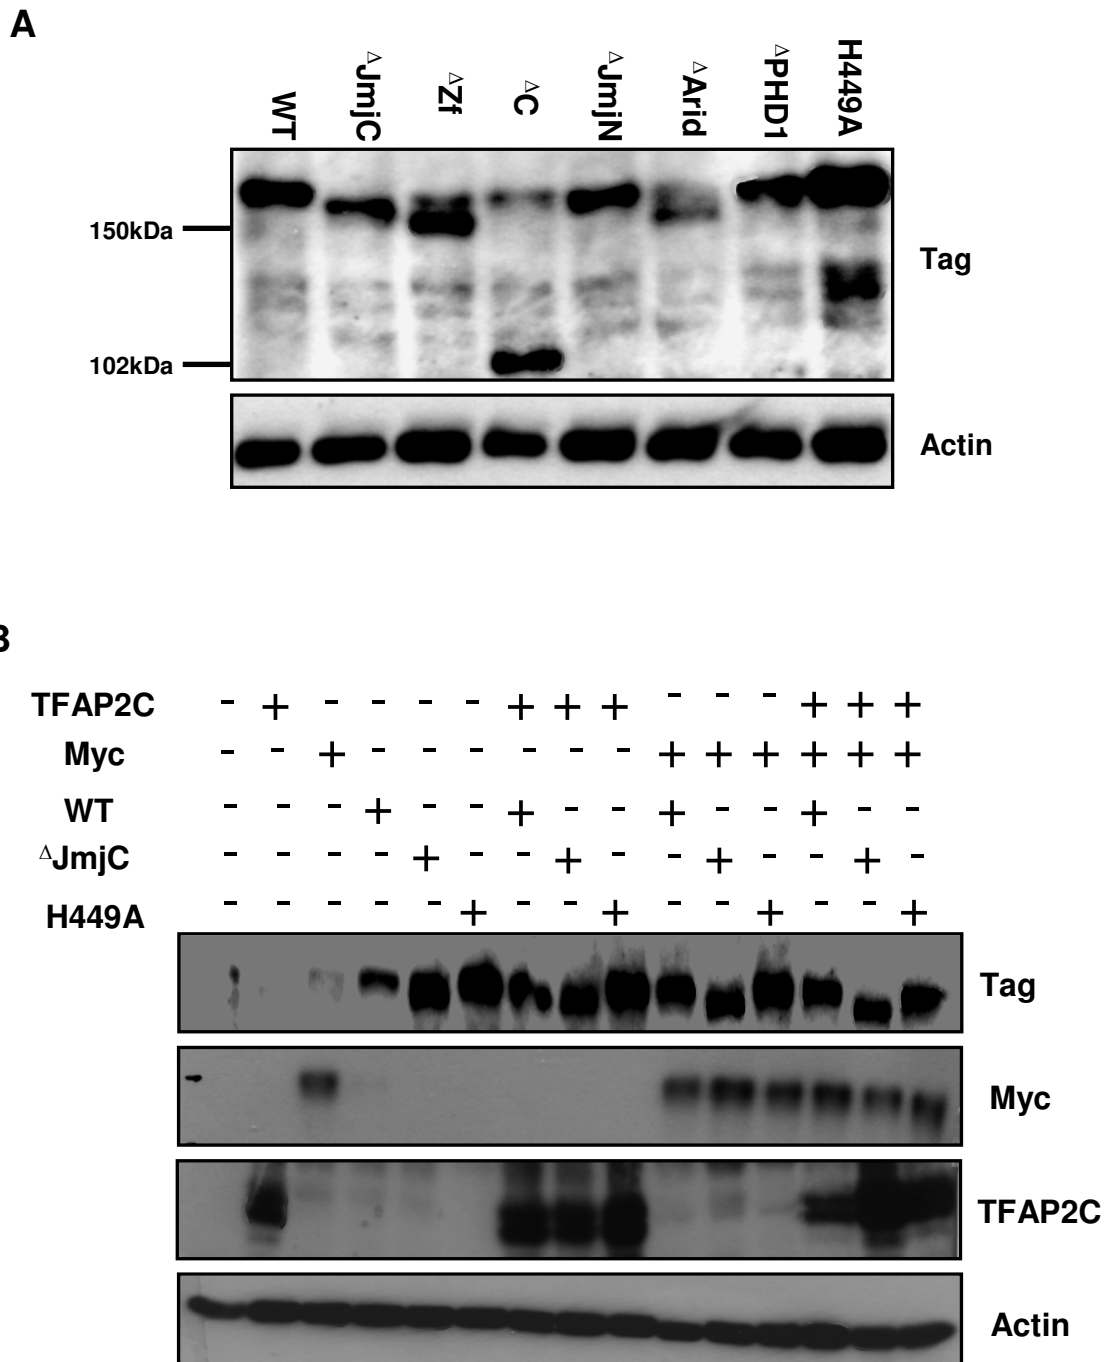 A
WT ΔJmjC ΔZf ΔC ΔJmjN ΔArid ΔPHD1 H449A
150kDa
Tag
102kDa
Actin
B
TFAP2C - + - - - - + + + - - - + + +
Myc - - + - - - - - - + + + + + +
WT - - - + - - + - - + - - + - -
ΔJmjC - - - - + - - + - - + - - + -
H449A - - - - - + - - + - - + - - +
Tag
Myc
TFAP2C
Actin